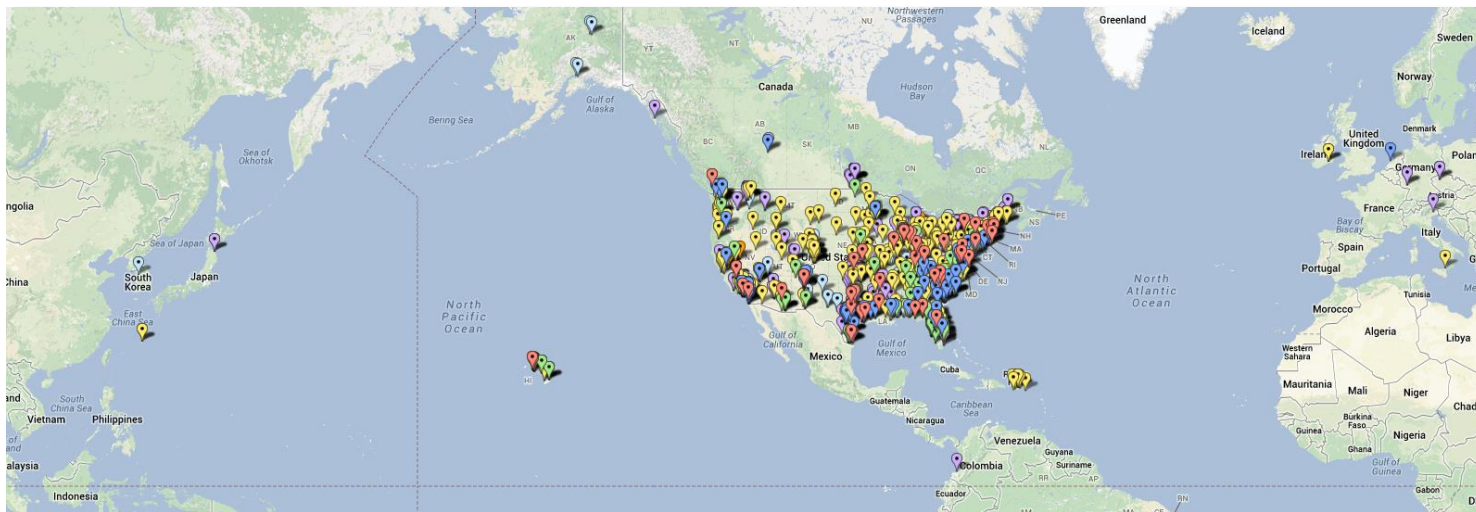 Northwestern
Passages
Greenland
Iceland
Sweden
NU
AK
YT
NT
Norway
Canada
Hudson
Bay
Gulf of
Alaska
Bering Sea
Sea of
Okhotsk
AB
MB
BC
SK
ON
QC
NL
United
Kingdom
Denmark
Ireland
Germany
Polan
ngolia
PE
NS
NH
MA
RI
CT
NJ
DE
MD
Austria
France
Bay of
Biscay
Italy
Spain
Portugal
Sea of Japan
South
Korea
Japan
China
East
China Sea
North
Pacific
Ocean
NE
NV
LA
North
Atlantic
Ocean
Tunisia
Morocco
Algeria
Libya
Western
Sahara
Gulf of
California
Gulf of
Mexico
Mexico
Cuba
HI
Mauritania
Mali
Niger
Chad
South
China Sea
Vietnam
Philippines
Guatemala
Caribbean
Sea
Nicaragua
Burkina
Faso
Guinea
Nigeria
Ghana
Venezuela
Guyana
Colombia
Suriname
Gulf of
Guinea
alaysia
Indonesia
RR
AP
Ecuador
Gabon
RN